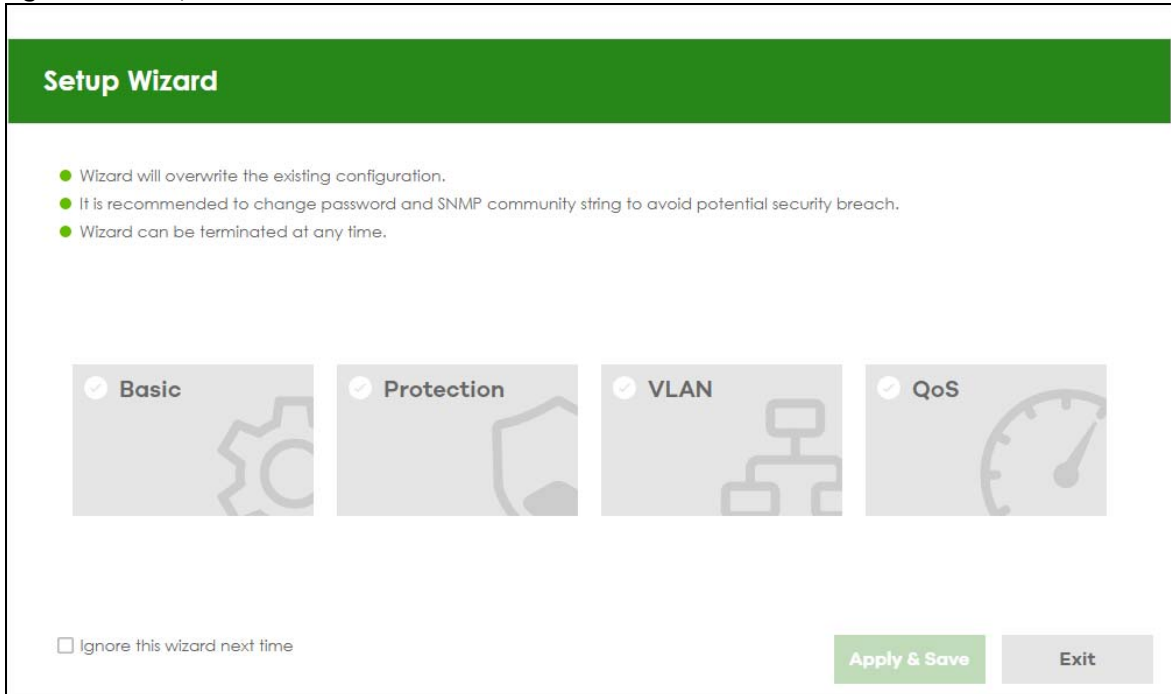 Setup Wizard
Wizard will overwrite the existing configuration.
It is recommended to change password and SNMP community string to avoid potential security breach.
Wizard can be terminated at any time.
Basic
Protection
VLAN
QoS
Ignore this wizard next time
Apply & Save
Exit